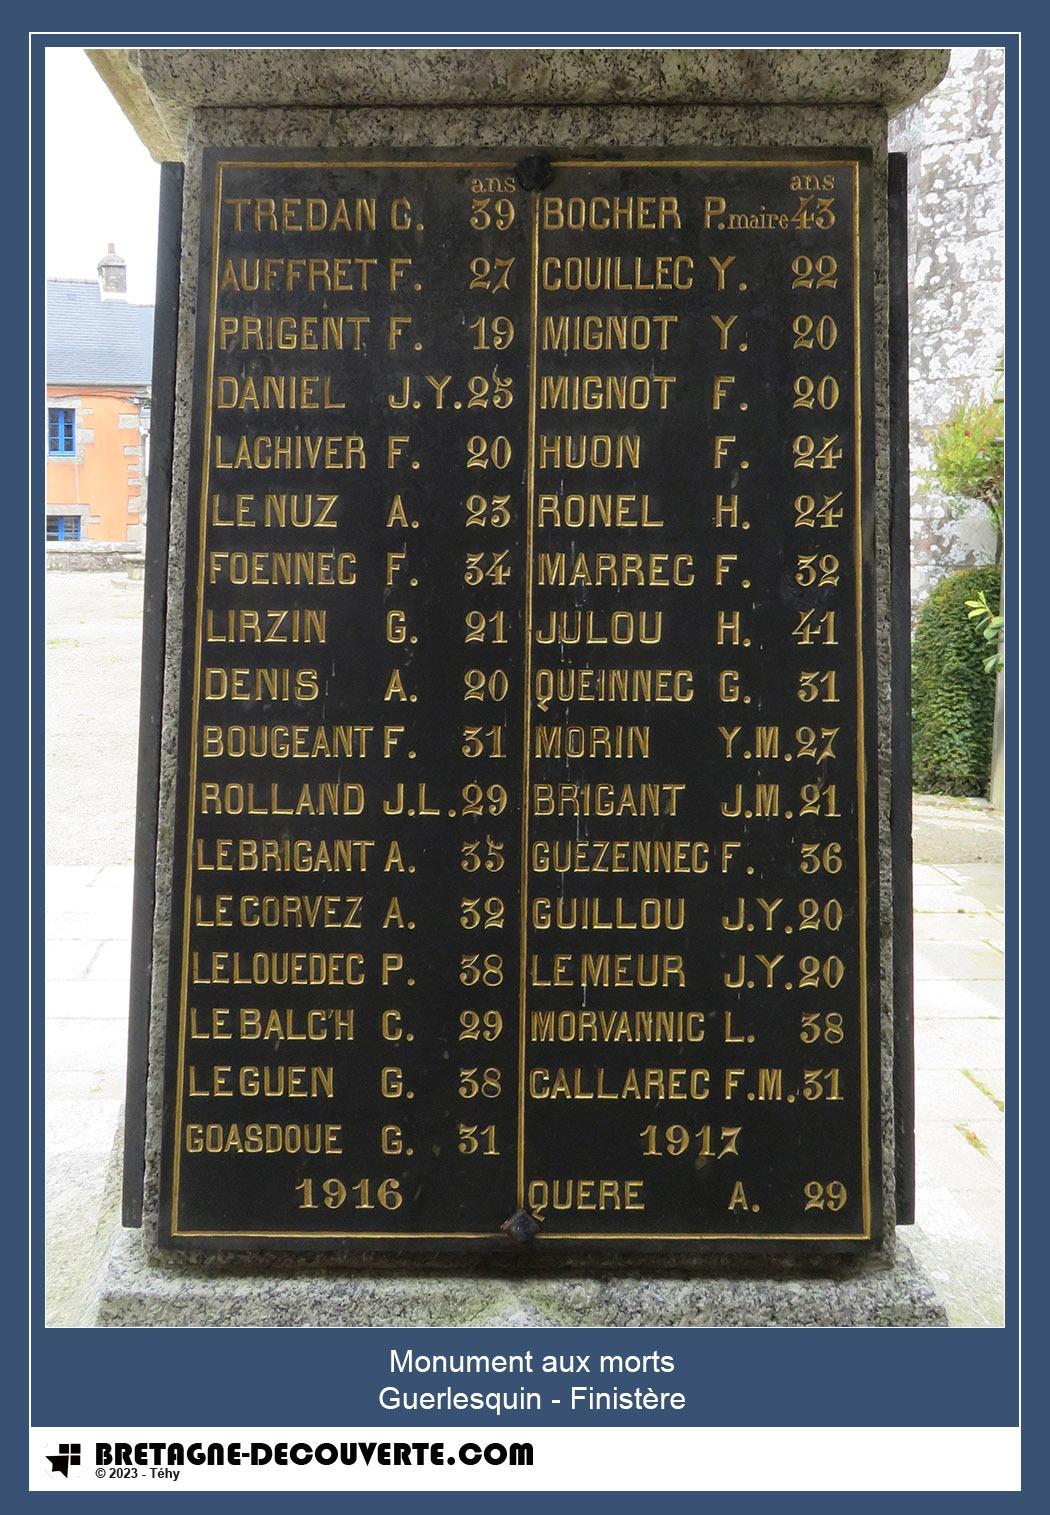 ans
TREDAN C. 39
AUFFRET F. 27
PRIGENT F. 19
DANIEL J.Y. 25
LACHIVER F. 20
LE NUZ A. 23
FOENNEC F. 34
LIRZIN G. 21
DENIS A. 20
BOUGEANT F. 31
ROLLAND J.L. 29
LE BRIGANT A. 35
LE CORVEZ A. 32
LE LOUEDEC P. 38
LE BALC'H C. 29
LE GUEN G. 38
GOASDOUE G. 31
1916
ans
BOCHER P. maire 43
COUILLEC Y. 22
MIGNOT Y. 20
MIGNOT F. 20
HUON F. 24
RONEL H. 24
MARREC F. 32
JULOU H. 41
QUEINNEC G. 31
MORIN Y.M. 27
BRIGANT J.M. 21
GUEZENNEC F. 36
GUILLOU J.Y. 20
LE MEUR J.Y. 20
MORVANNIC L. 38
CALLAREC F.M. 31
1917
QUERE A. 29
Monument aux morts
Guerlesquin - Finistère
BRETAGNE-DECOUVERTE.COM
© 2023 - Téhy